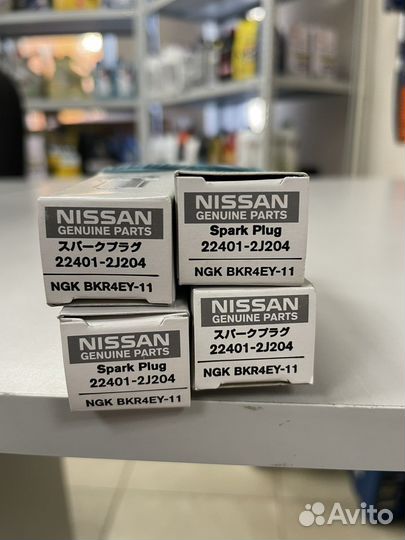 NISSAN
GENUINE PARTS
スパークプラグ
22401-2J204
NGK BKR4EY-11
NISSAN
GENUINE PARTS
Spark Plug
22401-2J204
NGK BKR4EY-11
NISSAN
GENUINE PARTS
Spark Plug
22401-2J204
NGK BKR4EY-11
NISSAN
GENUINE PARTS
スパークプラグ
22401-2J204
NGK BKR4EY-11
Avito